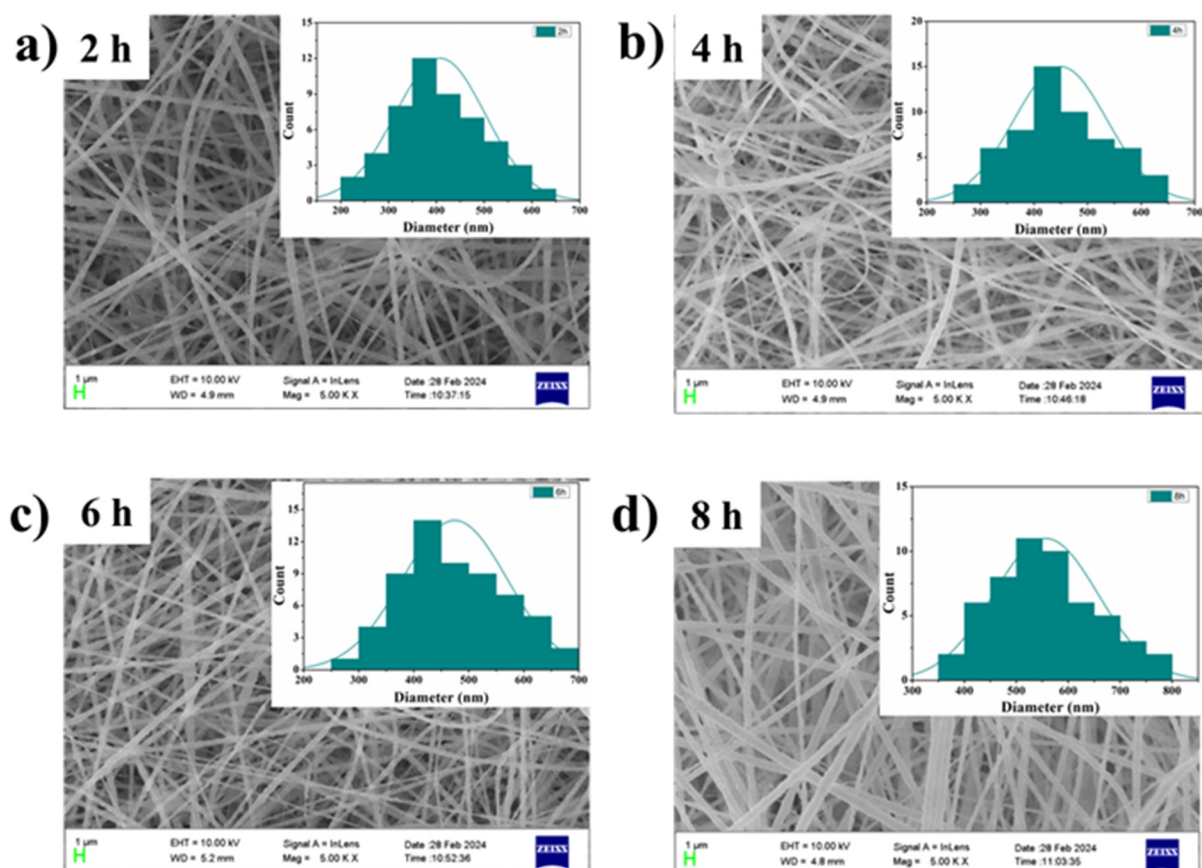 a) 2 h
2h
15
12
9
6
3
0
Count
200 300 400 500 600 700
Diameter (nm)
1 µm
EHT = 10.00 kV
Signal A = InLens
Date :28 Feb 2024
WD = 4.9 mm
Mag = 5.00 K X
Time :10:37:15
ZEISS
b) 4 h
4h
20
15
10
5
0
Count
200 300 400 500 600 700
Diameter (nm)
1 µm
EHT = 10.00 kV
Signal A = InLens
Date :28 Feb 2024
WD = 4.9 mm
Mag = 5.00 K X
Time :10:46:18
ZEISS
c) 6 h
6h
15
12
9
6
3
0
Count
200 300 400 500 600 700
Diameter (nm)
1 µm
EHT = 10.00 kV
Signal A = InLens
Date :28 Feb 2024
WD = 5.2 mm
Mag = 5.00 K X
Time :10:52:36
ZEISS
d) 8 h
8h
15
10
5
0
Count
300 400 500 600 700 800
Diameter (nm)
1 µm
EHT = 10.00 kV
Signal A = InLens
Date :28 Feb 2024
WD = 4.8 mm
Mag = 5.00 K X
Time :11:03:35
ZEISS